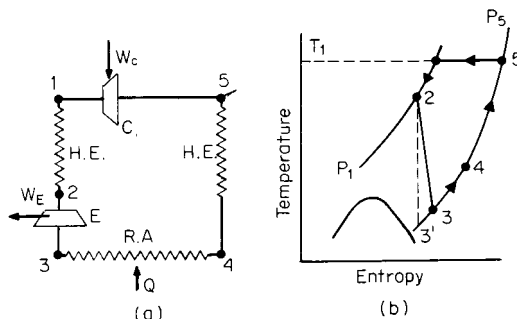 W_c
1
C.
5
H.E.
H.E.
2
W_E
E
R.A
3
4
Q
(a)
P_5
T_1
5
2
P_1
4
3
3'
Temperature
Entropy
(b)